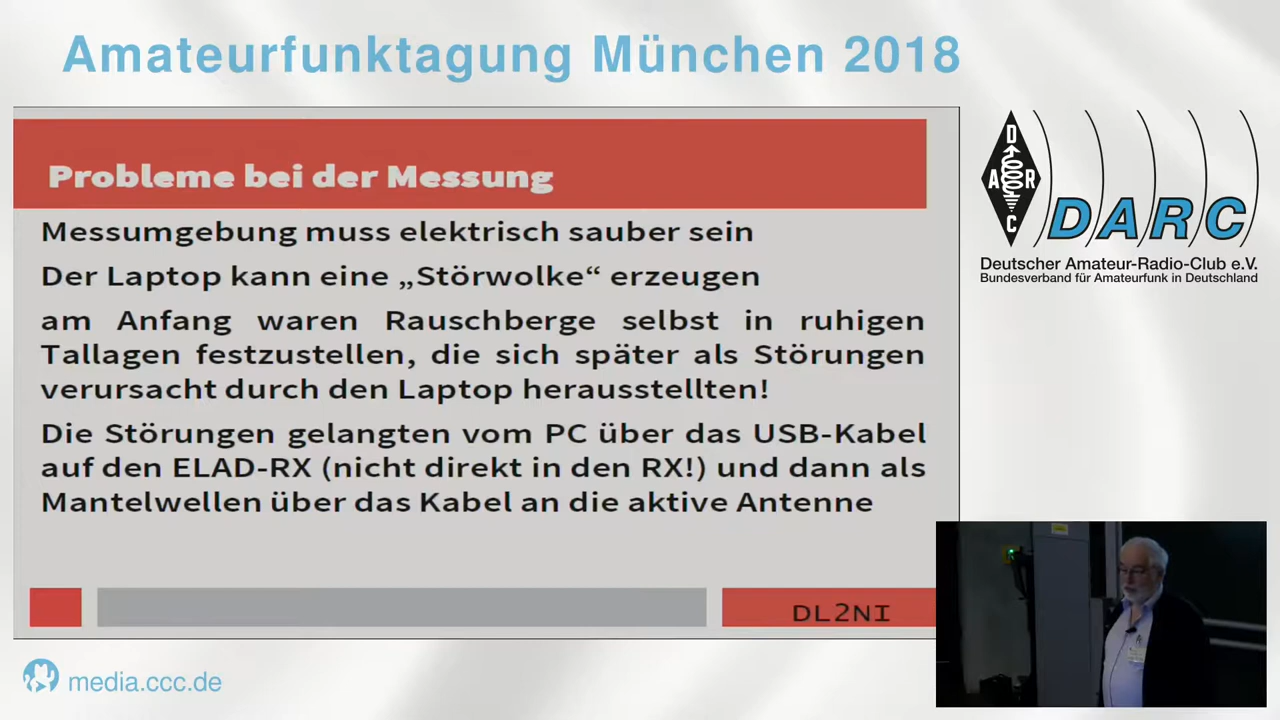 Amateurfunktagung München 2018
Probleme bei der Messung
Messumgebung muss elektrisch sauber sein
Der Laptop kann eine „Störwolke“ erzeugen
am Anfang waren Rauschberge selbst in ruhigen
Tallagen festzustellen, die sich später als Störungen
verursacht durch den Laptop herausstellten!
Die Störungen gelangten vom PC über das USB-Kabel
auf den ELAD-RX (nicht direkt in den RX!) und dann als
Mantelwellen über das Kabel an die aktive Antenne
DL2NI
D
A R
C
DARC
Deutscher Amateur-Radio-Club e.V.
Bundesverband für Amateurfunk in Deutschland
media.ccc.de